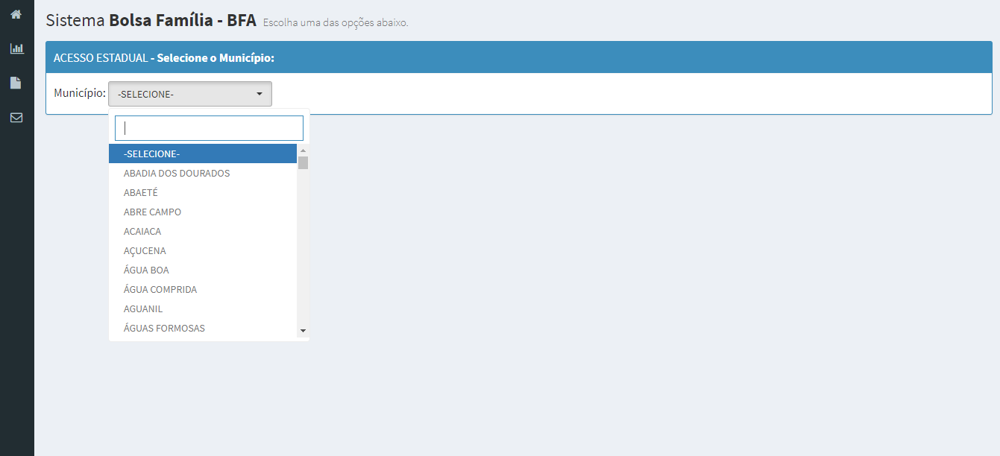 Sistema Bolsa Família - BFA Escolha uma das opções abaixo.
ACESSO ESTADUAL - Selecione o Município:
Município: -SELECIONE-
-SELECIONE-
ABADIA DOS DOURADOS
ABAETÉ
ABRE CAMPO
ACAIACA
AÇUCENA
ÁGUA BOA
ÁGUA COMPRIDA
AGUANIL
ÁGUAS FORMOSAS